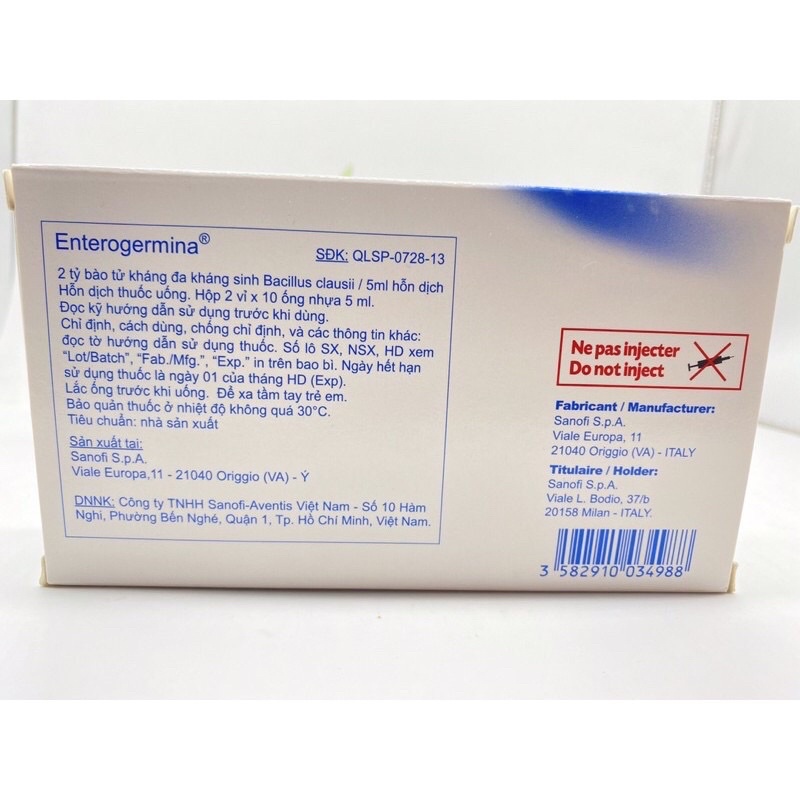 Enterogermina®
SĐK: QLSP-0728-13
2 tỷ bào tử kháng đa kháng sinh Bacillus clausii / 5ml hỗn dịch
Hỗn dịch thuốc uống. Hộp 2 vỉ x 10 ống nhựa 5 ml.
Đọc kỹ hướng dẫn sử dụng trước khi dùng.
Chỉ định, cách dùng, chống chỉ định, và các thông tin khác:
đọc tờ hướng dẫn sử dụng thuốc. Số lô SX, NSX, HD xem
“Lot/Batch”, “Fab./Mfg.”, “Exp.” in trên bao bì. Ngày hết hạn
sử dụng thuốc là ngày 01 của tháng HD (Exp).
Lắc ống trước khi uống. Để xa tầm tay trẻ em.
Bảo quản thuốc ở nhiệt độ không quá 30°C.
Tiêu chuẩn: nhà sản xuất
Sản xuất tại:
Sanofi S.p.A.
Viale Europa,11 - 21040 Origgio (VA) - Ý
DNNK: Công ty TNHH Sanofi-Aventis Việt Nam - Số 10 Hàm
Nghi, Phường Bến Nghé, Quận 1, Tp. Hồ Chí Minh, Việt Nam.
Ne pas injecter
Do not inject
Fabricant / Manufacturer:
Sanofi S.p.A.
Viale Europa, 11
21040 Origgio (VA) - ITALY
Titulaire / Holder:
Sanofi S.p.A.
Viale L. Bodio, 37/b
20158 Milan - ITALY.
3 582910 034988